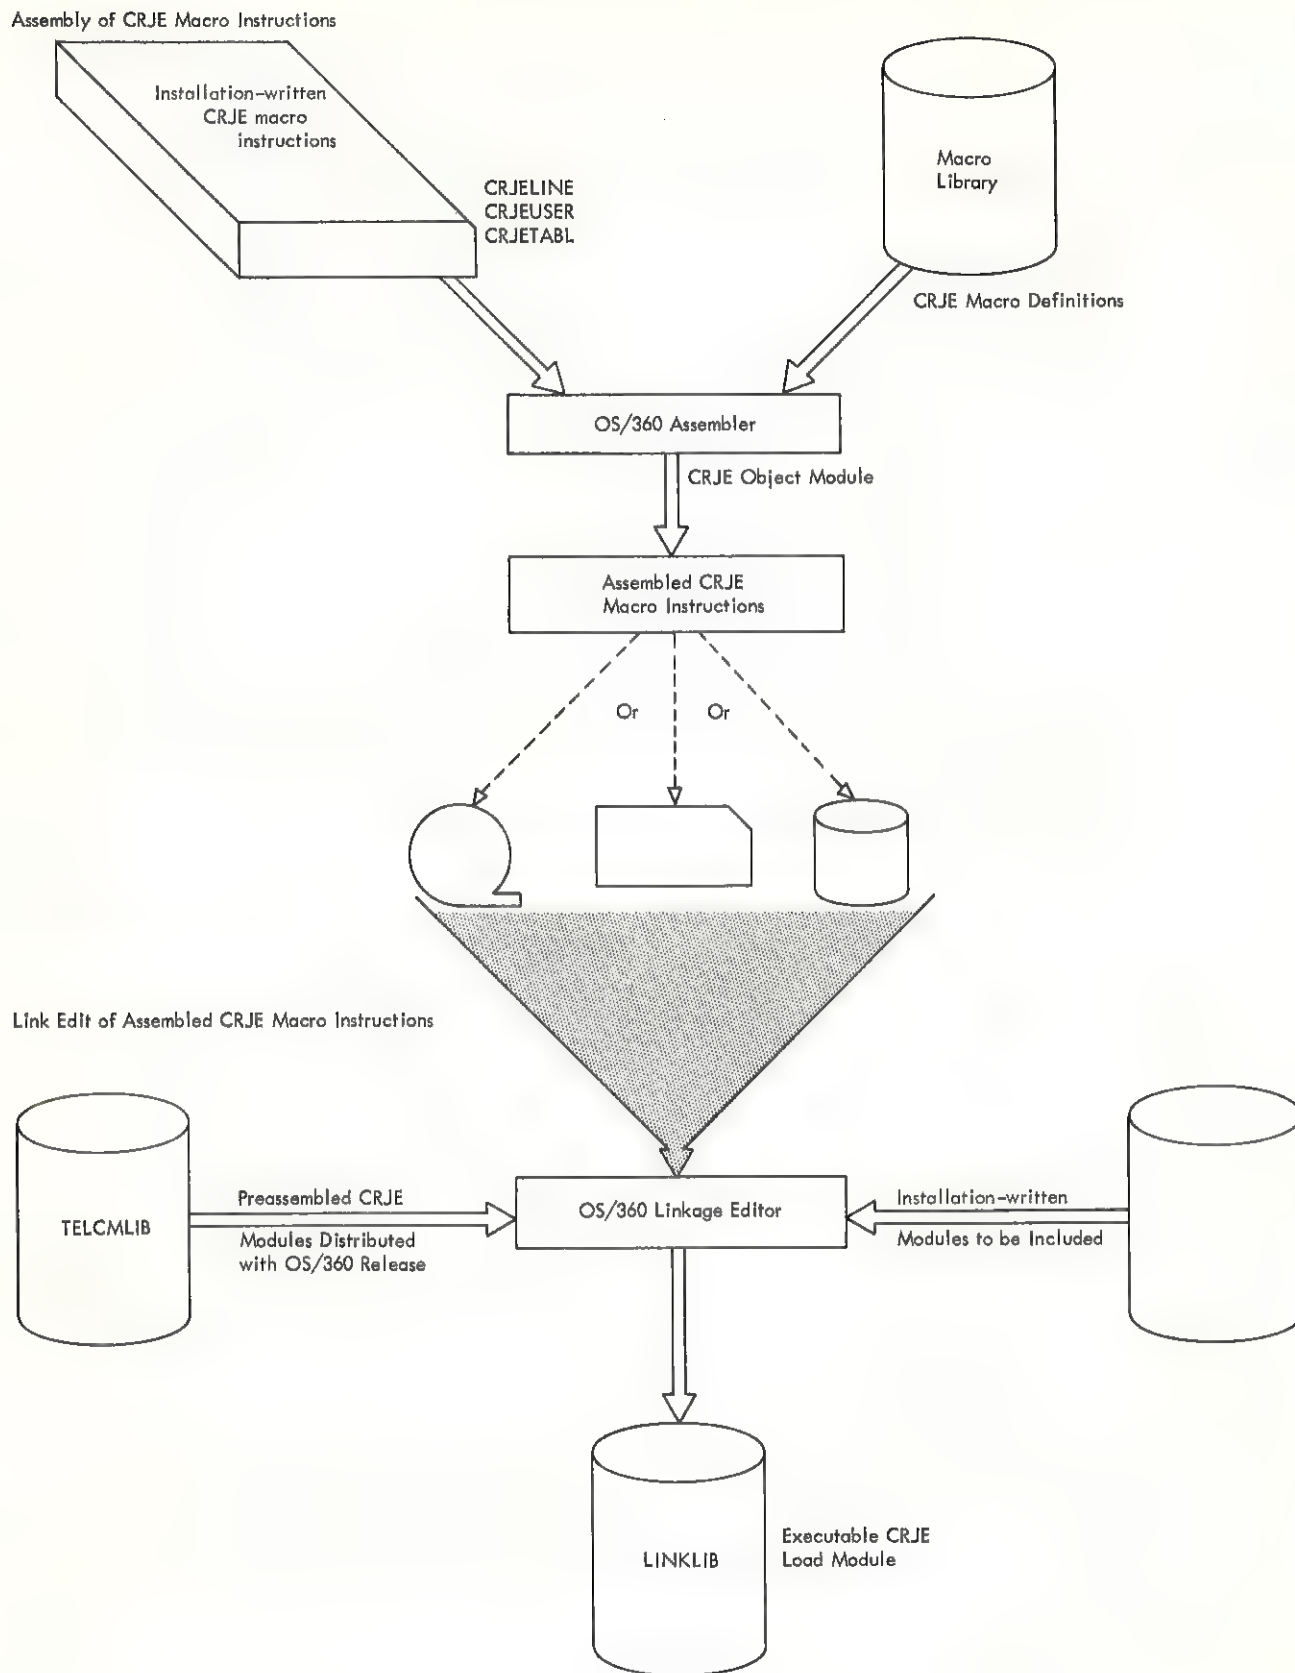 Assembly of CRJE Macro Instructions
Installation-written
CRJE macro
instructions
CRJELINE
CRJEUSER
CRJETABL
Macro
Library
CRJE Macro Definitions
OS/360 Assembler
CRJE Object Module
Assembled CRJE
Macro Instructions
Or
Or
Link Edit of Assembled CRJE Macro Instructions
TELCMLIB
Preassembled CRJE
Modules Distributed
with OS/360 Release
OS/360 Linkage Editor
Installation-written
Modules to be Included
LINKLIB
Executable CRJE
Load Module